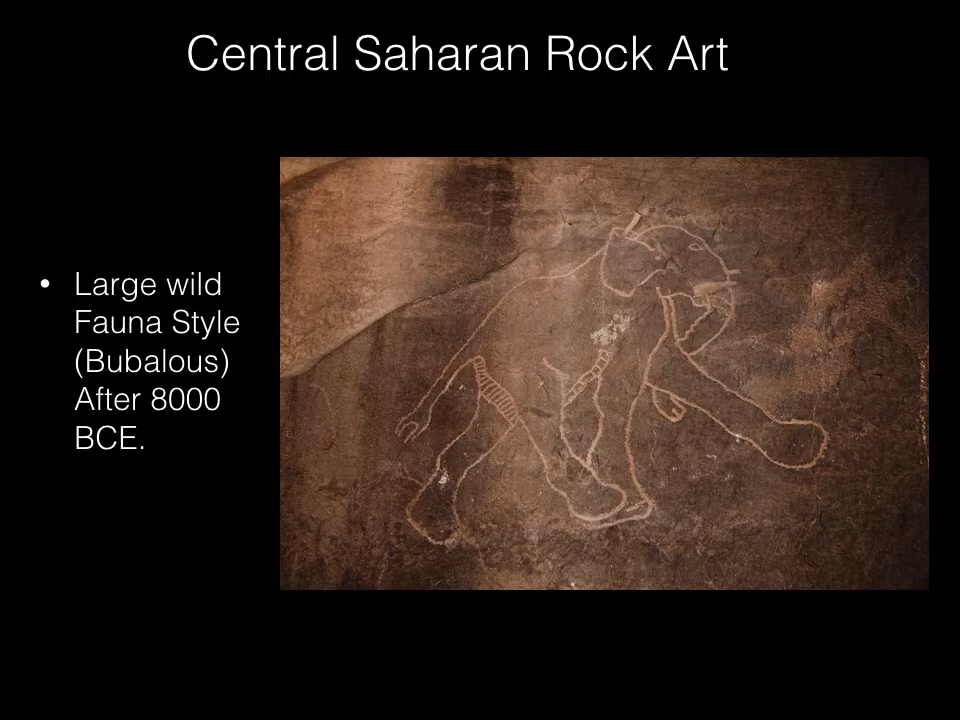 Central Saharan Rock Art
• Large wild
Fauna Style
(Bubalous)
After 8000
BCE.